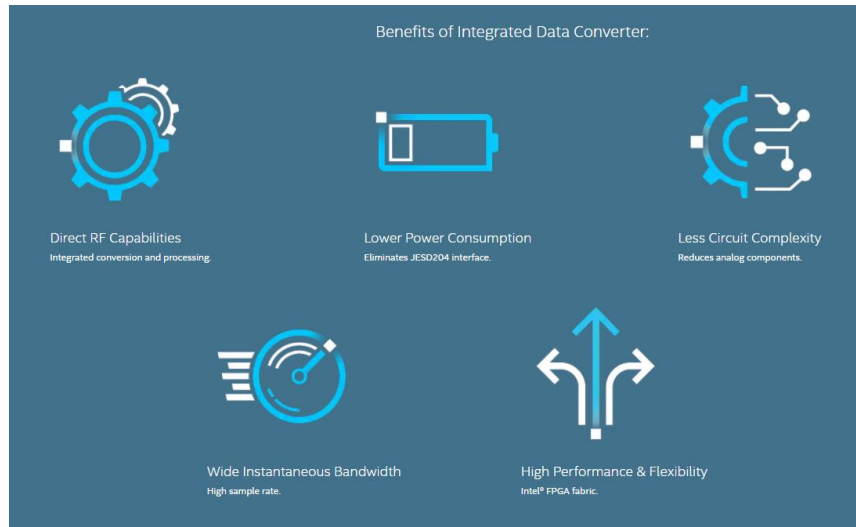 Benefits of Integrated Data Converter:
Direct RF Capabilities
Integrated conversion and processing.
Lower Power Consumption
Eliminates JESD204 interface.
Less Circuit Complexity
Reduces analog components.
Wide Instantaneous Bandwidth
High sample rate.
High Performance & Flexibility
Intel® FPGA fabric.